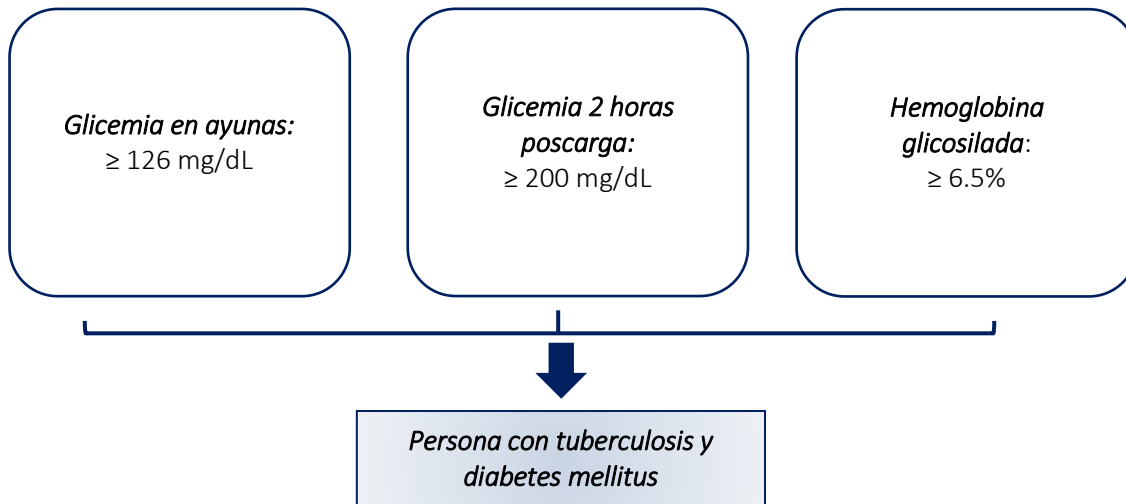 Glicemia en ayunas:
≥ 126 mg/dL
Glicemia 2 horas
poscarga:
≥ 200 mg/dL
Hemoglobina
glicosilada:
≥ 6.5%
Persona con tuberculosis y
diabetes mellitus